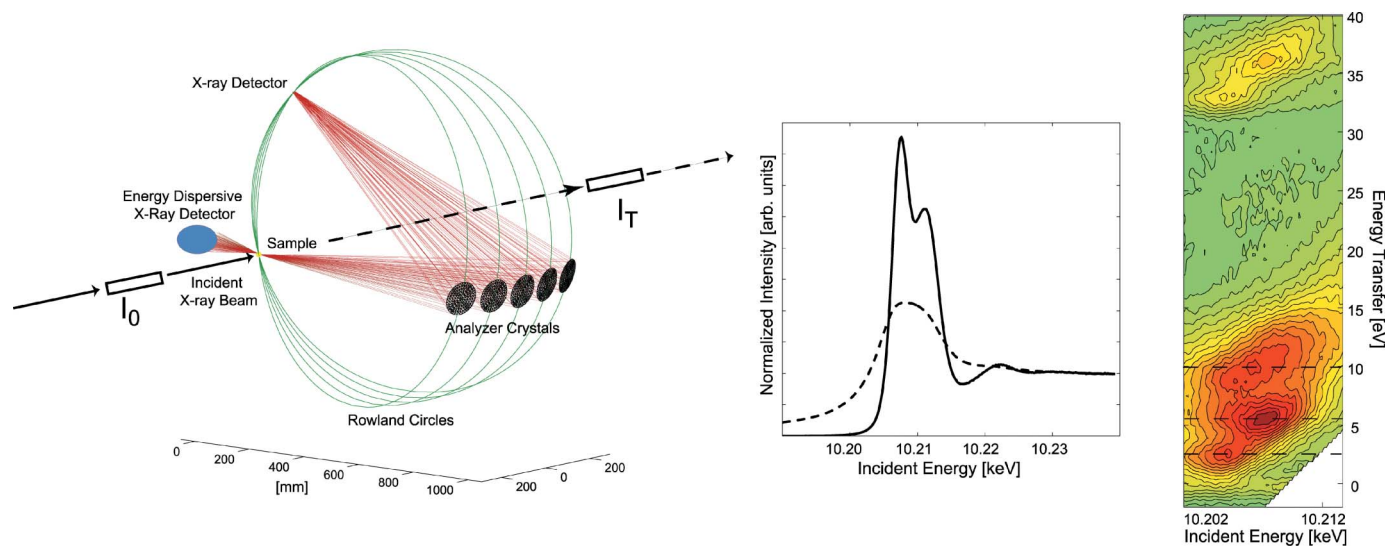 X-ray Detector
Energy Dispersive
X-Ray Detector
Sample
I0
Incident
X-ray Beam
IT
Analyzer Crystals
Rowland Circles
0
200
400
600
800
1000
[mm]
200
0
200
Normalized Intensity [arb. units]
10.20
10.21
10.22
10.23
Incident Energy [keV]
40
35
30
25
20
15
10
5
0
Energy Transfer [eV]
10.202
10.212
Incident Energy [keV]